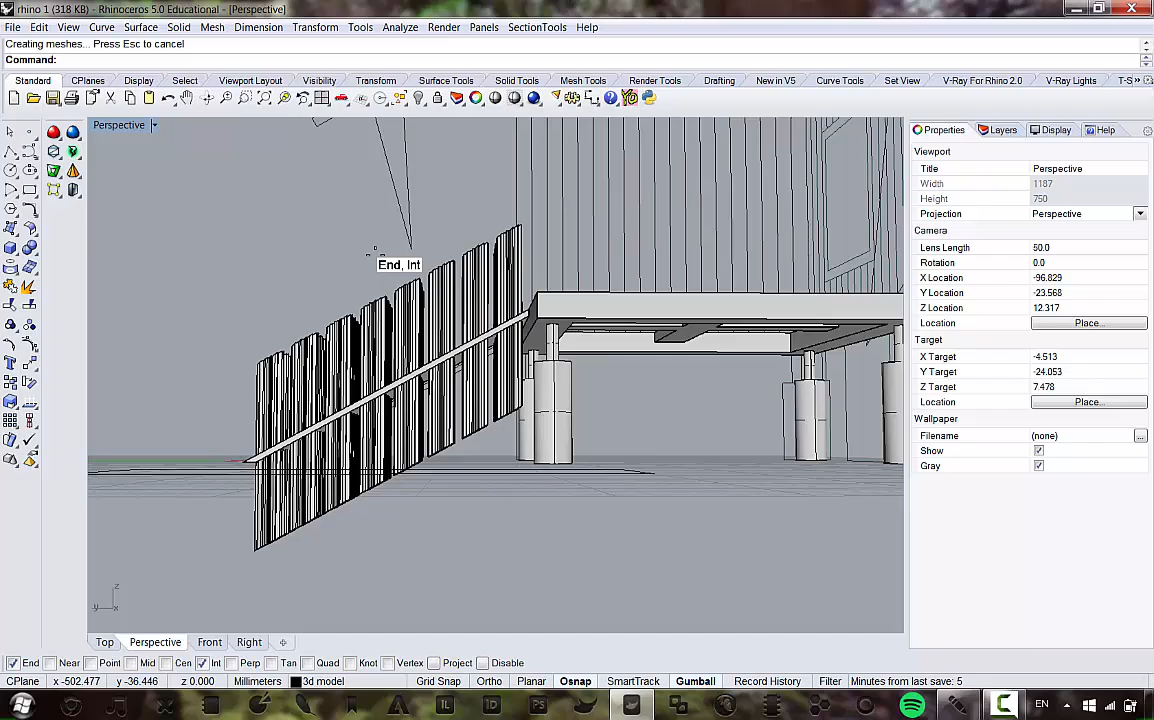 rhino 1 (318 KB) - Rhinoceros 5.0 Educational - [Perspective]
File Edit View Curve Surface Solid Mesh Dimension Transform Tools Analyze Render Panels SectionTools Help
Creating meshes... Press Esc to cancel
Command:
Standard CPlanes Display Select Viewport Layout Visibility Transform Surface Tools Solid Tools Mesh Tools Render Tools Drafting New in V5 Curve Tools Set View V-Ray For Rhino 2.0 V-Ray Lights T-S
Perspective
Properties Layers Display Help
Viewport
Title Perspective
Width 1187
Height 750
Projection Perspective
Camera
Lens Length 50.0
Rotation 0.0
X Location -96.829
Y Location -23.568
Z Location 12.317
Location Place...
Target
X Target -4.513
Y Target -24.053
Z Target 7.478
Location Place...
Wallpaper
Filename (none) ...
Show
Gray
End, Int
z
y x
Top Perspective Front Right
End Near Point Mid Cen Int Perp Tan Quad Knot Vertex Project Disable
CPlane x -502.477 y -36.446 z 0.000 Millimeters 3d model Grid Snap Ortho Planar Osnap SmartTrack Gumball Record History Filter Minutes from last save: 5
IL ID PS EN